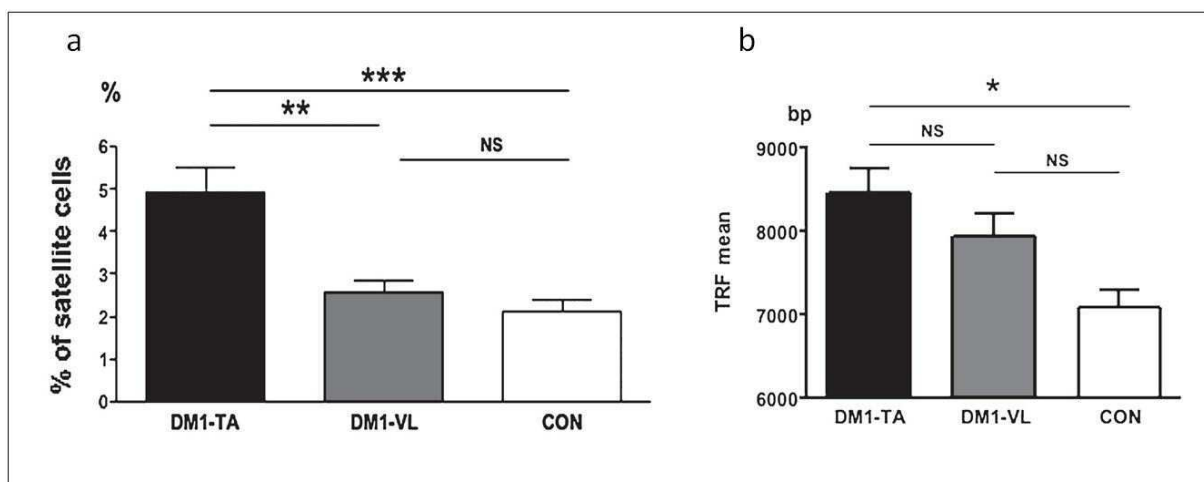 a
%
***
**
NS
% of satellite cells
6
5
4
3
2
1
0
DM1-TA DM1-VL CON
b
bp
*
NS
NS
TRF mean
9000
8000
7000
6000
DM1-TA DM1-VL CON